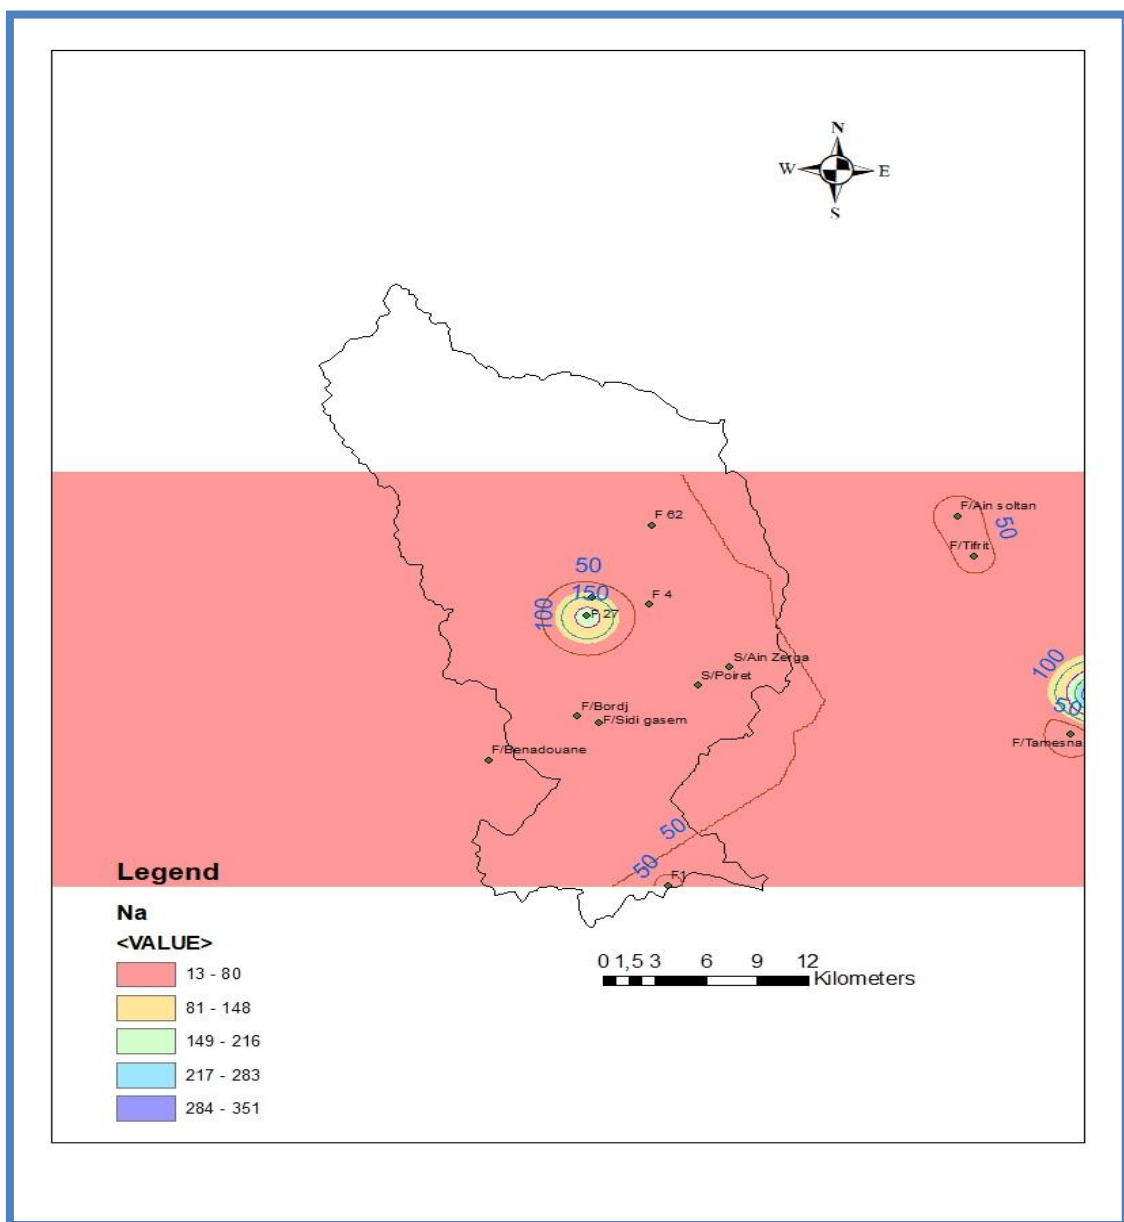 N
W E
S
F/Ain soltan
F 62
50
F/Tifrit
50
150
F 4
100
F 27
S/Ain Zerga
100
S/Poiret
50
F/Bordj
F/Sidi gasem
F/Tamesna
F/Benadouane
50
50
F1
Legend
Na
<VALUE>
13 - 80
81 - 148
149 - 216
217 - 283
284 - 351
0 1,5 3 6 9 12
Kilometers